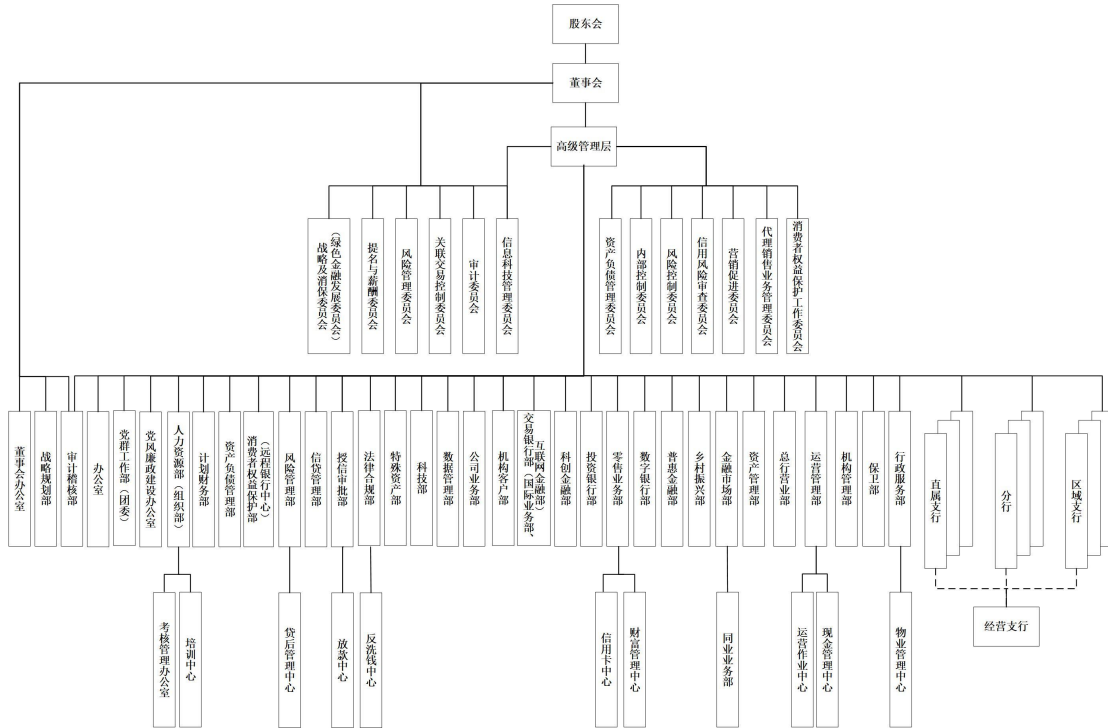 股东会
董事会
高级管理层
战略及消保委员会
（绿色金融发展委员会）
提名与薪酬委员会
风险管理委员会
关联交易控制委员会
审计委员会
信息科技管理委员会
资产负债管理委员会
内部控制委员会
风险控制委员会
信用风险审查委员会
营销促进委员会
代理销售业务管理委员会
消费者权益保护工作委员会
董事会办公室
战略规划部
审计稽核部
办公室
党群工作部（团委）
党风廉政建设办公室
人力资源部（组织部）
计划财务部
资产负债管理部
消费者权益保护部
（远程银行中心）
风险管理部
信贷管理部
授信审批部
法律合规部
特殊资产部
科技部
数据管理部
公司业务部
机构客户部
交易银行部（国际业务部、
互联网金融部）
科创金融部
投资银行部
零售业务部
数字银行部
普惠金融部
乡村振兴部
金融市场部
资产管理部
总行营业部
运营管理部
机构管理部
保卫部
行政服务部
直属支行
分行
区域支行
考核管理办公室
培训中心
贷后管理中心
放款中心
反洗钱中心
信用卡中心
财富管理中心
同业业务部
运营作业中心
现金管理中心
物业管理中心
经营支行